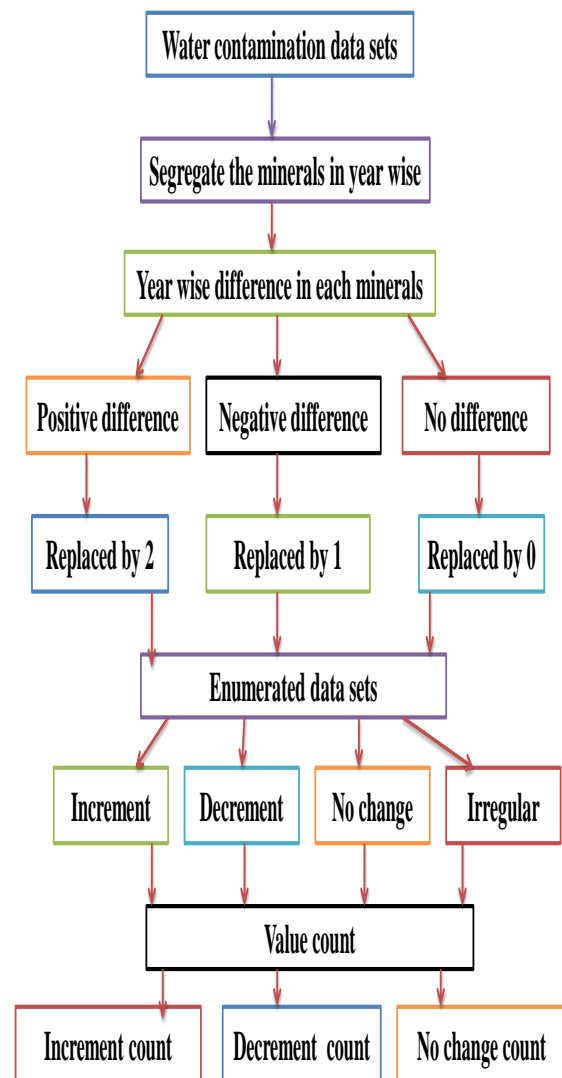 Water contamination data sets
Segregate the minerals in year wise
Year wise difference in each minerals
Positive difference
Negative difference
No difference
Replaced by 2
Replaced by 1
Replaced by 0
Enumerated data sets
Increment
Decrement
No change
Irregular
Value count
Increment count
Decrement count
No change count